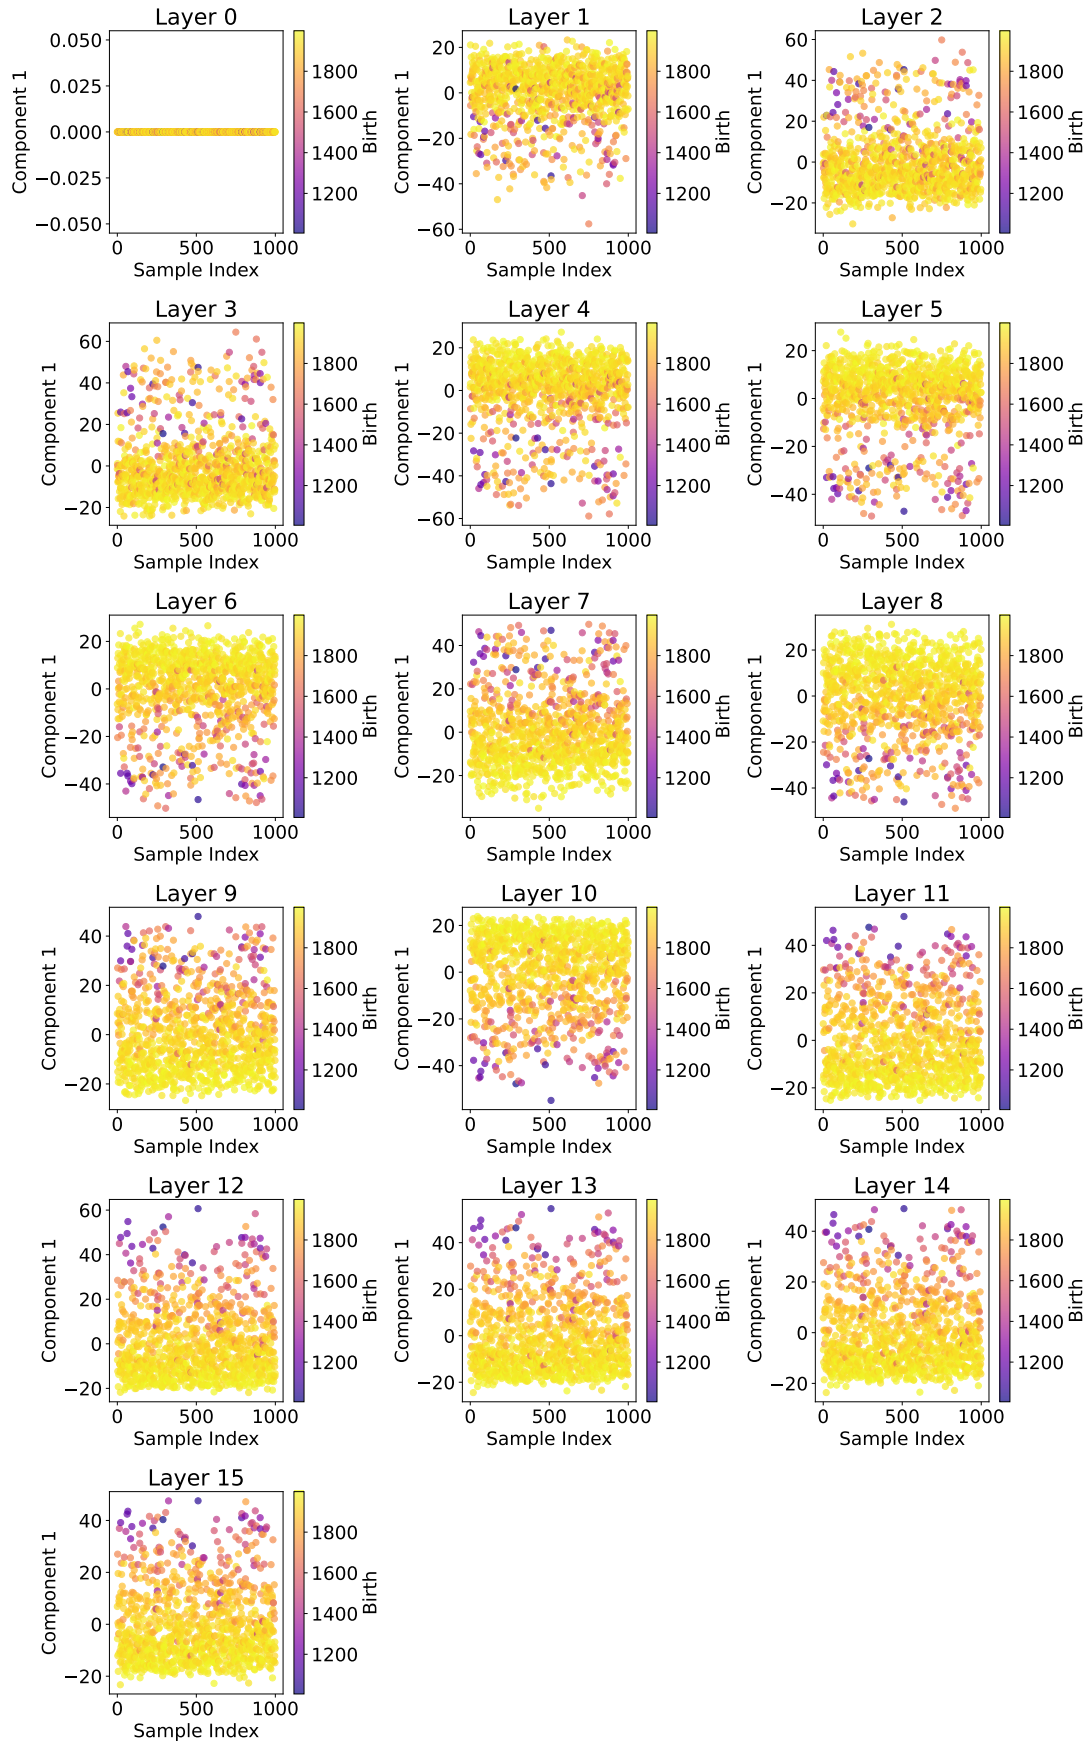 Layer 0
Component 1
0.050
0.025
0.000
−0.025
−0.050
0
500
1000
Sample Index
1800
1600
1400
1200
Birth
Layer 1
Component 1
20
0
−20
−40
−60
0
500
1000
Sample Index
1800
1600
1400
1200
Birth
Layer 2
Component 1
60
40
20
0
−20
0
500
1000
Sample Index
1800
1600
1400
1200
Birth
Layer 3
Component 1
60
40
20
0
−20
0
500
1000
Sample Index
1800
1600
1400
1200
Birth
Layer 4
Component 1
20
0
−20
−40
−60
0
500
1000
Sample Index
1800
1600
1400
1200
Birth
Layer 5
Component 1
20
0
−20
−40
0
500
1000
Sample Index
1800
1600
1400
1200
Birth
Layer 6
Component 1
20
0
−20
−40
0
500
1000
Sample Index
1800
1600
1400
1200
Birth
Layer 7
Component 1
40
20
0
−20
0
500
1000
Sample Index
1800
1600
1400
1200
Birth
Layer 8
Component 1
20
0
−20
−40
0
500
1000
Sample Index
1800
1600
1400
1200
Birth
Layer 9
Component 1
40
20
0
−20
0
500
1000
Sample Index
1800
1600
1400
1200
Birth
Layer 10
Component 1
20
0
−20
−40
0
500
1000
Sample Index
1800
1600
1400
1200
Birth
Layer 11
Component 1
40
20
0
−20
0
500
1000
Sample Index
1800
1600
1400
1200
Birth
Layer 12
Component 1
60
40
20
0
−20
0
500
1000
Sample Index
1800
1600
1400
1200
Birth
Layer 13
Component 1
40
20
0
−20
0
500
1000
Sample Index
1800
1600
1400
1200
Birth
Layer 14
Component 1
40
20
0
−20
0
500
1000
Sample Index
1800
1600
1400
1200
Birth
Layer 15
Component 1
40
20
0
−20
0
500
1000
Sample Index
1800
1600
1400
1200
Birth